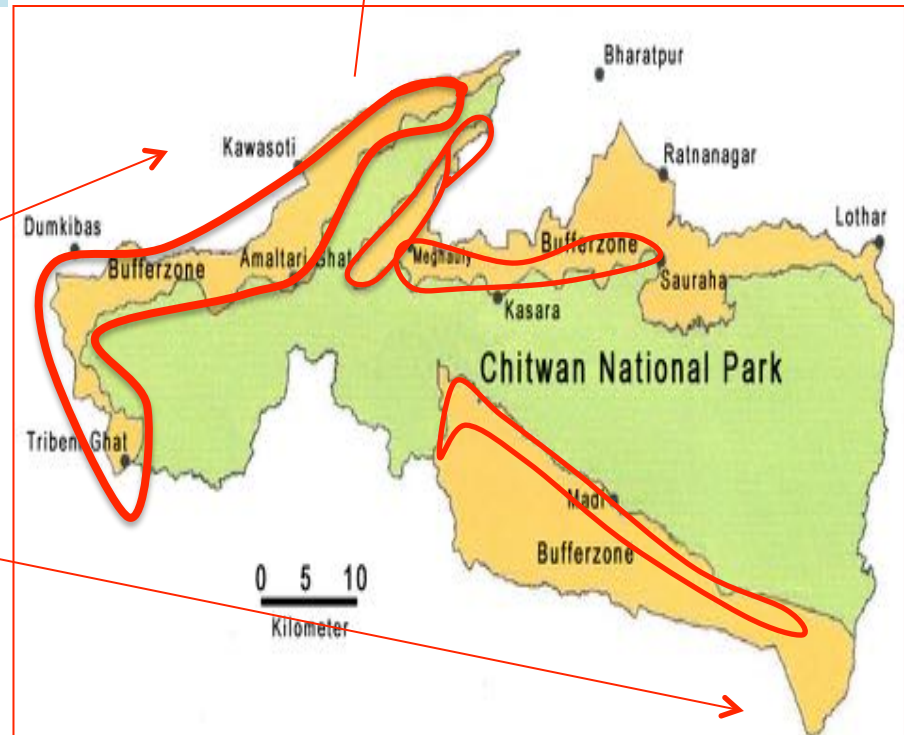 Bharatpur
Kawasoti
Ratnanagar
Dumkibas
Lothar
Bufferzone
Amaltari Ghat
Meghauly
Bufferzone
Sauraha
Kasara
Chitwan National Park
Tribeni Ghat
Madi
Bufferzone
0 5 10
Kilometer